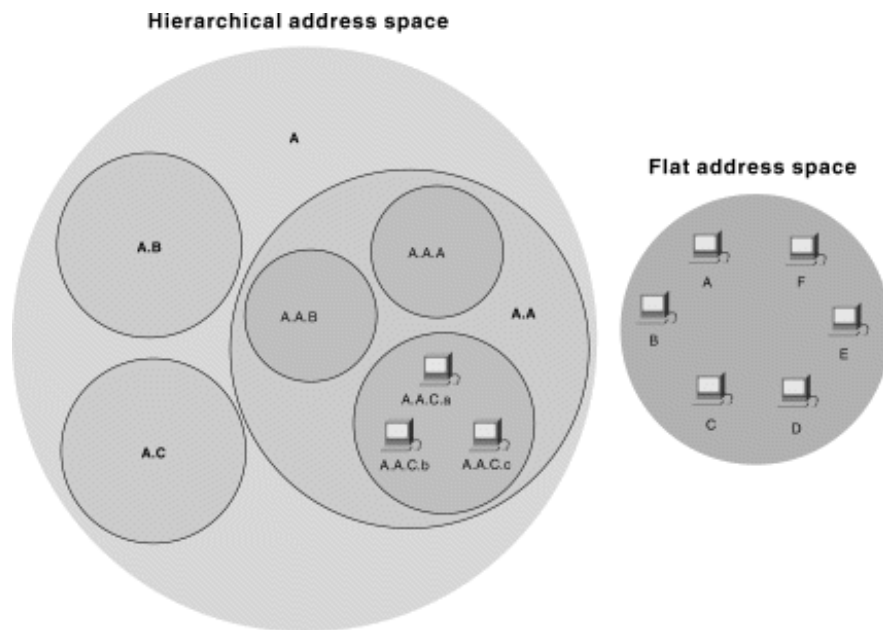 Hierarchical address space
A
A.B
A.A.A
A.A.B
A.A
A.A.C.a
A.C
A.A.C.b
A.A.C.c
Flat address space
A
F
B
E
C
D